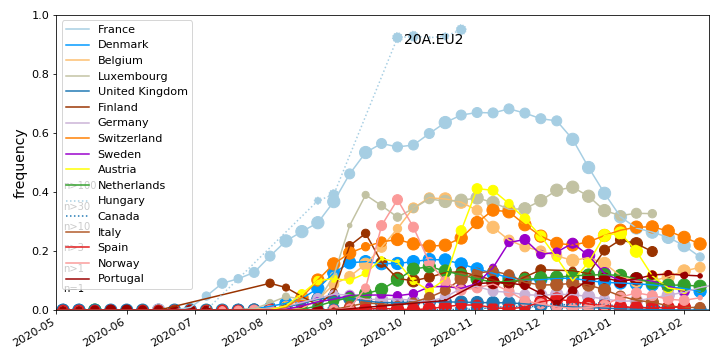 1.0
0.8
0.6
0.4
0.2
0.0
frequency
20A.EU2
France
Denmark
Belgium
Luxembourg
United Kingdom
Finland
Germany
Switzerland
Sweden
Austria
Netherlands
Hungary
Canada
Italy
Spain
Norway
Portugal
n>30
n>10
n>1
n=1
2020-05
2020-06
2020-07
2020-08
2020-09
2020-10
2020-11
2020-12
2021-01
2021-02